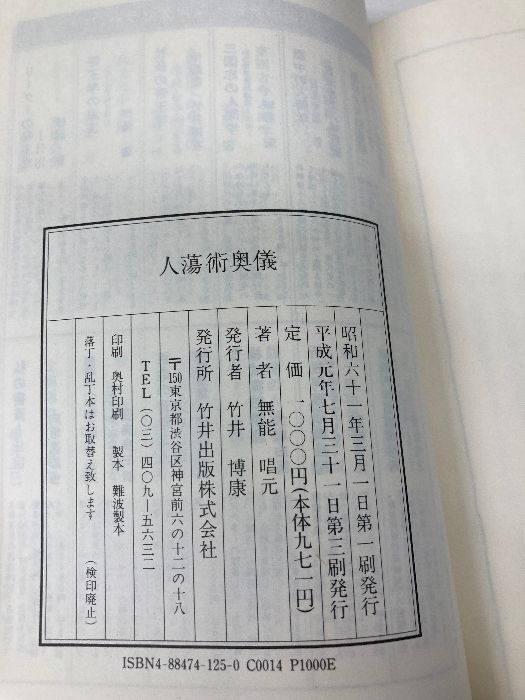 人蕩術奥儀
昭和六十一年三月一日第一刷発行
平成元年七月三十一日第三刷発行
定 価 一〇〇〇円(本体九七一円)
著 者 無能 唱元
発行者 竹井 博康
発行所 竹井出版株式会社
〒150東京都渋谷区神宮前六の十二の十八
TEL(〇三)四〇九―五六三二
印刷 奥村印刷 製本 難波製本
落丁・乱丁本はお取替え致します (検印廃止)
ISBN4-88474-125-0 C0014 P1000E